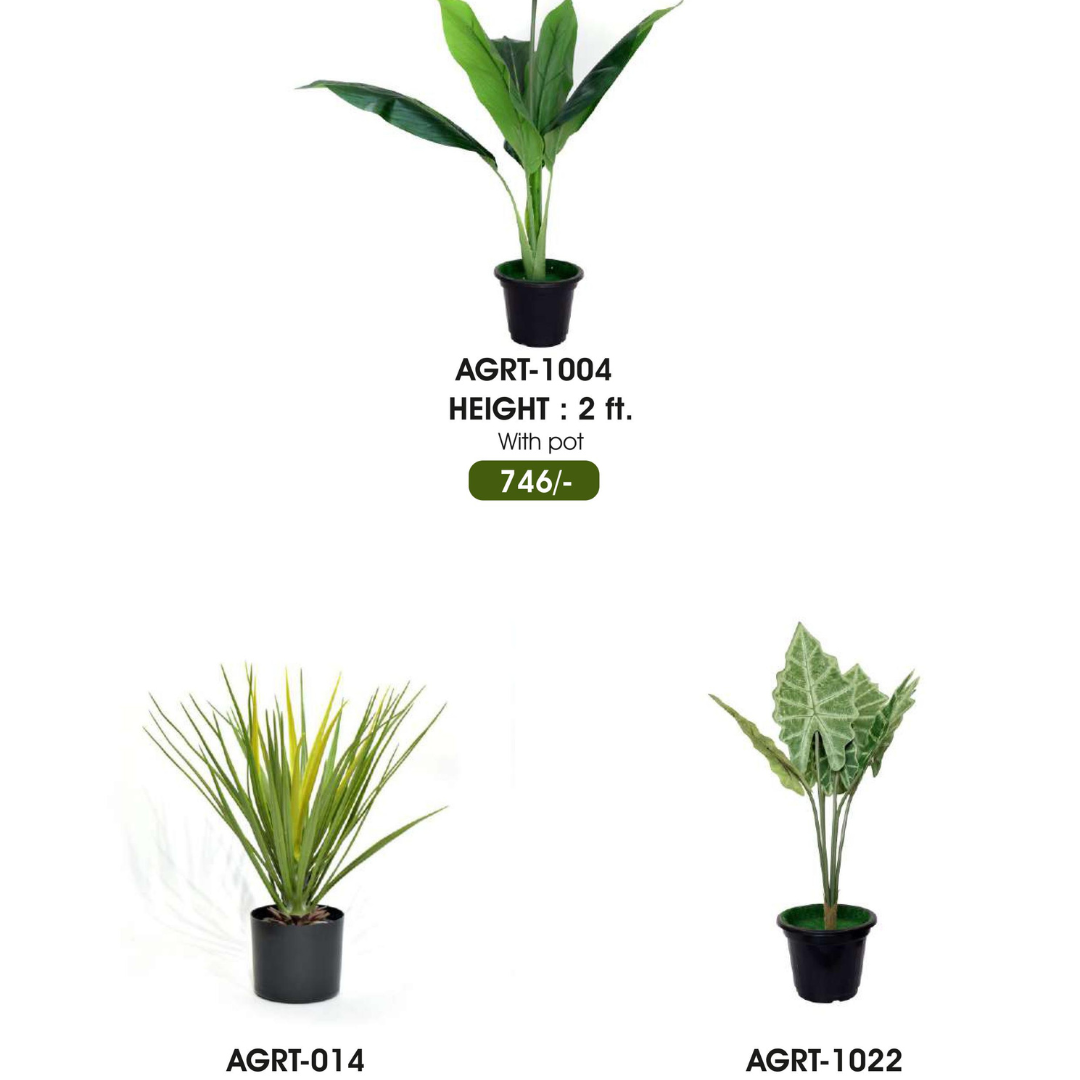 AGRT-1004
HEIGHT : 2 ft.
With pot
746/-
AGRT-014
AGRT-1022